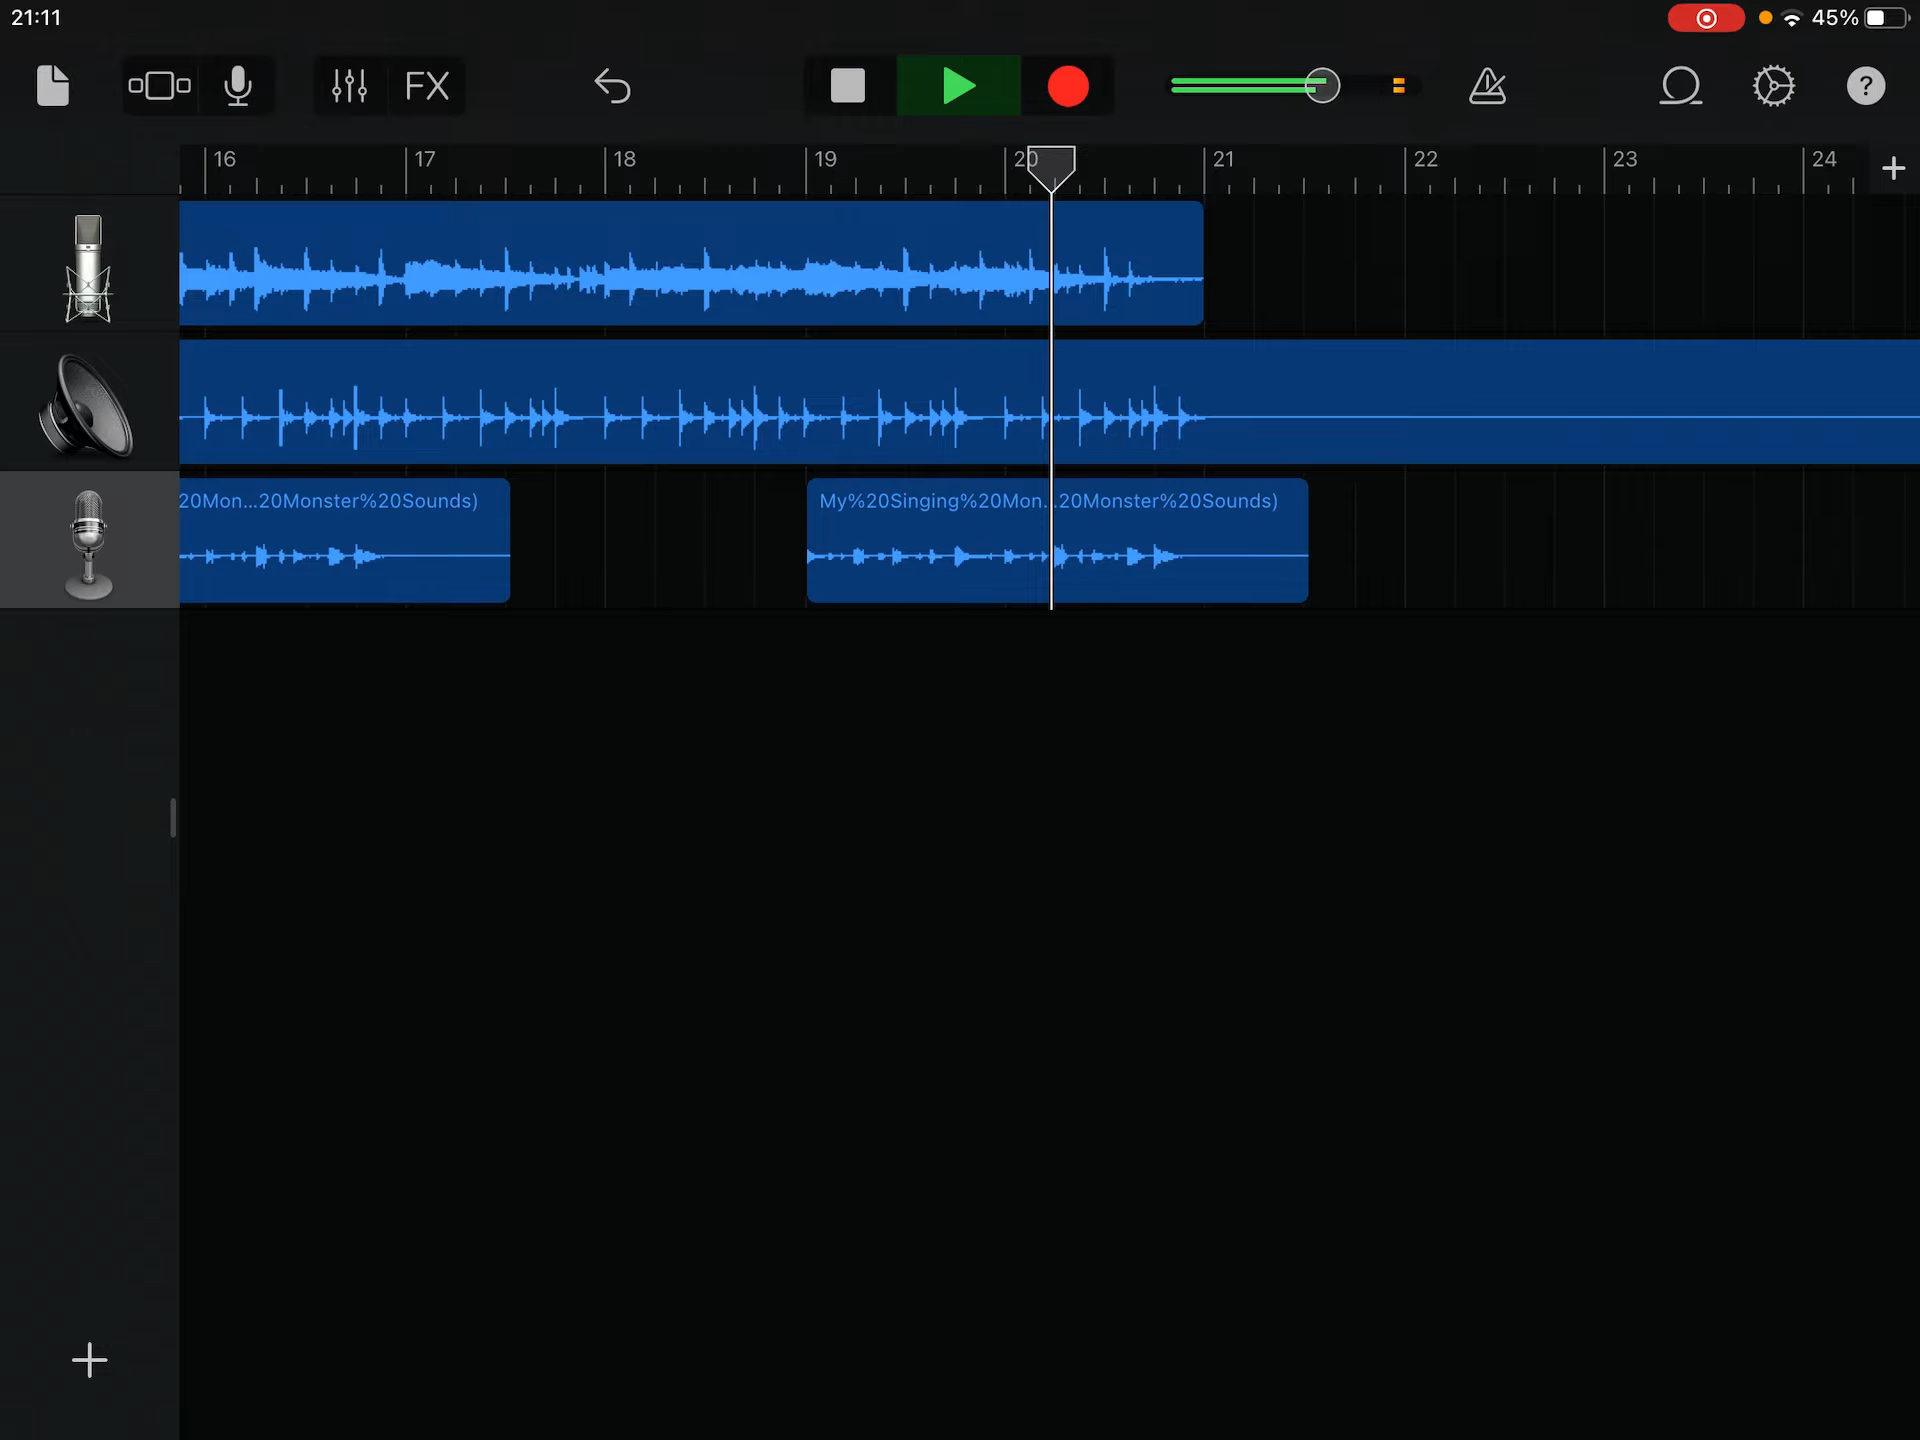 21:11
45%
FX
?
16 17 18 19 20 21 22 23 24
20Mon...20Monster%20Sounds)
My%20Singing%20Mon...20Monster%20Sounds)